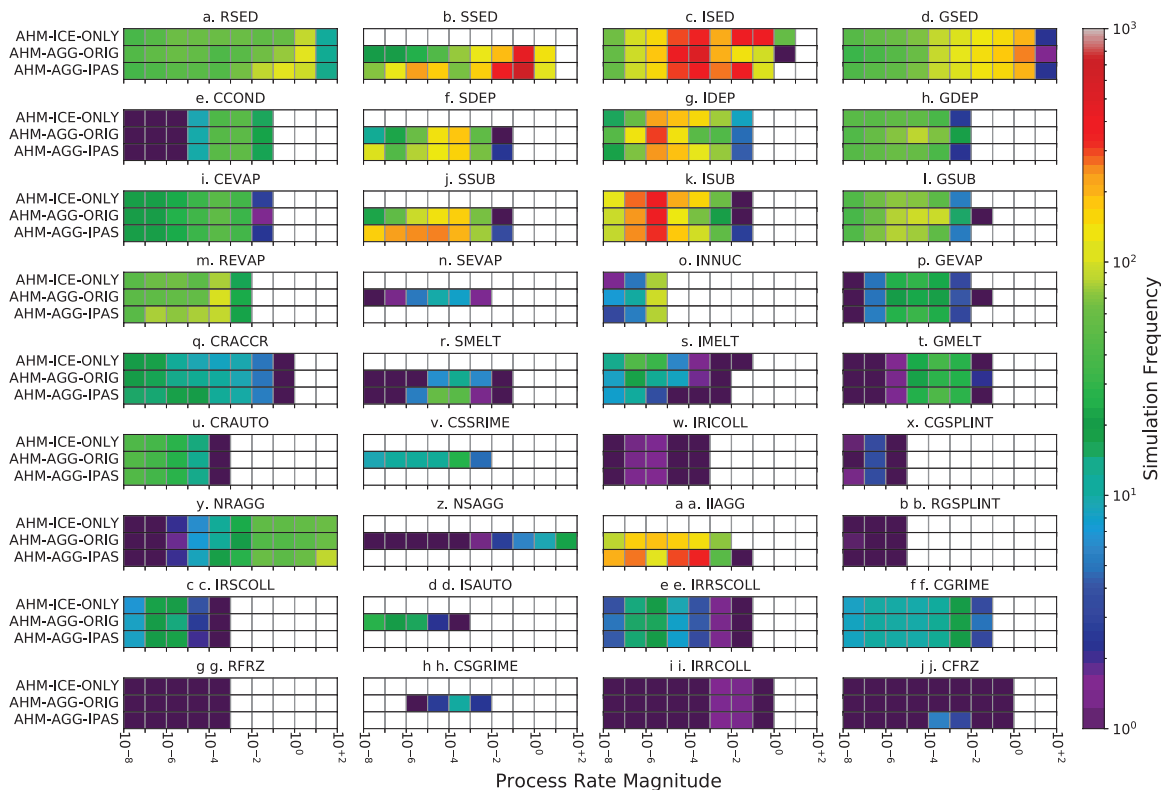 a. RSED b. SSED c. ISED d. GSED
AHM-ICE-ONLY
AHM-AGG-ORIG
AHM-AGG-IPAS
e. CCOND f. SDEP g. IDEP h. GDEP
AHM-ICE-ONLY
AHM-AGG-ORIG
AHM-AGG-IPAS
i. CEVAP j. SSUB k. ISUB l. GSUB
AHM-ICE-ONLY
AHM-AGG-ORIG
AHM-AGG-IPAS
m. REVAP n. SEVAP o. INNUC p. GEVAP
AHM-ICE-ONLY
AHM-AGG-ORIG
AHM-AGG-IPAS
q. CRACCR r. SMELT s. IMELT t. GMELT
AHM-ICE-ONLY
AHM-AGG-ORIG
AHM-AGG-IPAS
u. CRAUTO v. CSSRIME w. IRICOLL x. CGSPLINT
AHM-ICE-ONLY
AHM-AGG-ORIG
AHM-AGG-IPAS
y. NRAGG z. NSAGG a a. IIAGG b b. RGSPLINT
AHM-ICE-ONLY
AHM-AGG-ORIG
AHM-AGG-IPAS
c c. IRSCOLL d d. ISAUTO e e. IRRSCOLL f f. CGRIME
AHM-ICE-ONLY
AHM-AGG-ORIG
AHM-AGG-IPAS
g g. RFRZ h h. CSGRIME i i. IRRCOLL j j. CFRZ
AHM-ICE-ONLY
AHM-AGG-ORIG
AHM-AGG-IPAS
10⁻⁸ 10⁻⁶ 10⁻⁴ 10⁻² 10⁰ 10⁺² 10⁻⁸ 10⁻⁶ 10⁻⁴ 10⁻² 10⁰ 10⁺² 10⁻⁸ 10⁻⁶ 10⁻⁴ 10⁻² 10⁰ 10⁺² 10⁻⁸ 10⁻⁶ 10⁻⁴ 10⁻² 10⁰ 10⁺²
Process Rate Magnitude
10³
10²
10¹
10⁰
Simulation Frequency